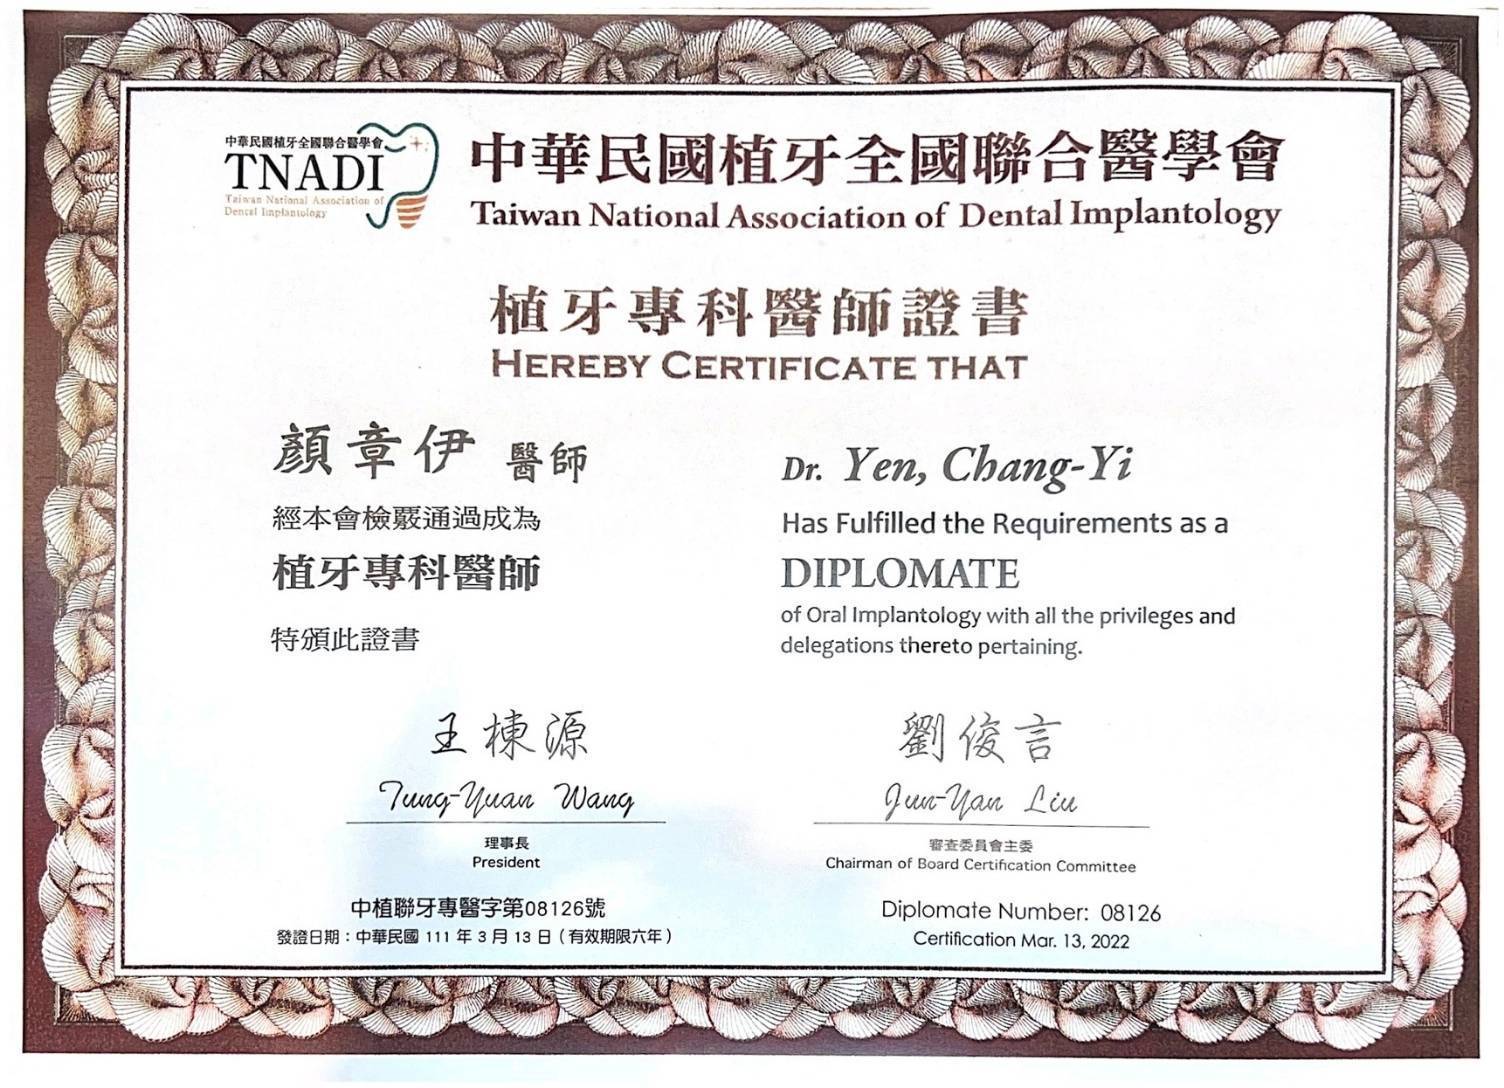 中華民國植牙全國聯合醫學會
TNADI
Taiwan National Association of
Dental Implantology
中華民國植牙全國聯合醫學會
Taiwan National Association of Dental Implantology
植牙專科醫師證書
HEREBY CERTIFICATE THAT
顏章伊 醫師
經本會檢覈通過成為
植牙專科醫師
特頒此證書
Dr. Yen, Chang-Yi
Has Fulfilled the Requirements as a
DIPLOMATE
of Oral Implantology with all the privileges and
delegations thereto pertaining.
王棟源
Tung-Yuan Wang
理事長
President
劉俊言
Jun-Yan Liu
審查委員會主委
Chairman of Board Certification Committee
中植聯牙專醫字第08126號
發證日期：中華民國 111 年 3 月 13 日（有效期限六年）
Diplomate Number: 08126
Certification Mar. 13, 2022